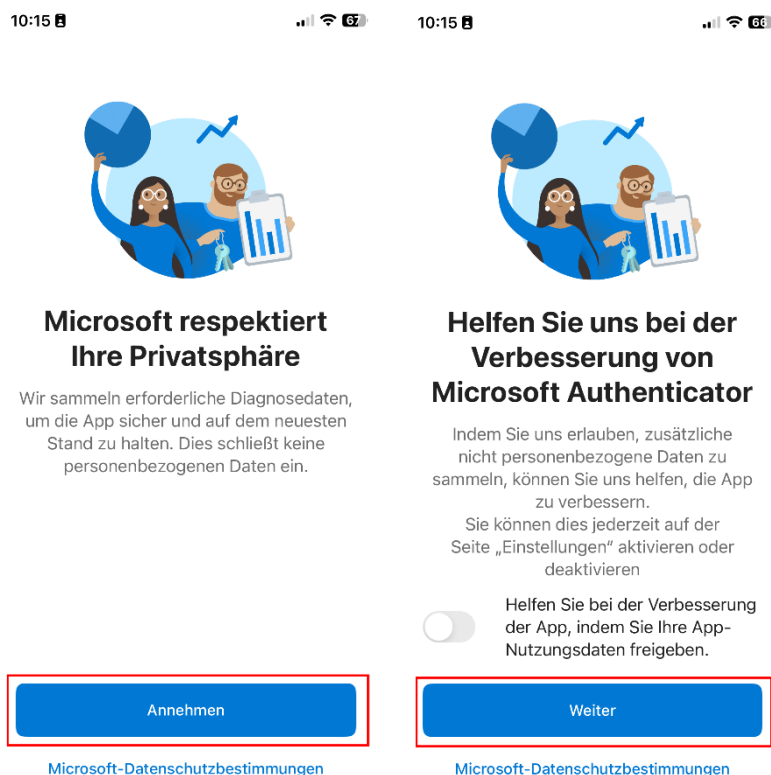 10:15
67
Microsoft respektiert
Ihre Privatsphäre
Wir sammeln erforderliche Diagnosedaten,
um die App sicher und auf dem neuesten
Stand zu halten. Dies schließt keine
personenbezogenen Daten ein.
Annehmen
Microsoft-Datenschutzbestimmungen
10:15
66
Helfen Sie uns bei der
Verbesserung von
Microsoft Authenticator
Indem Sie uns erlauben, zusätzliche
nicht personenbezogene Daten zu
sammeln, können Sie uns helfen, die App
zu verbessern.
Sie können dies jederzeit auf der
Seite „Einstellungen“ aktivieren oder
deaktivieren
Helfen Sie bei der Verbesserung
der App, indem Sie Ihre App-
Nutzungsdaten freigeben.
Weiter
Microsoft-Datenschutzbestimmungen